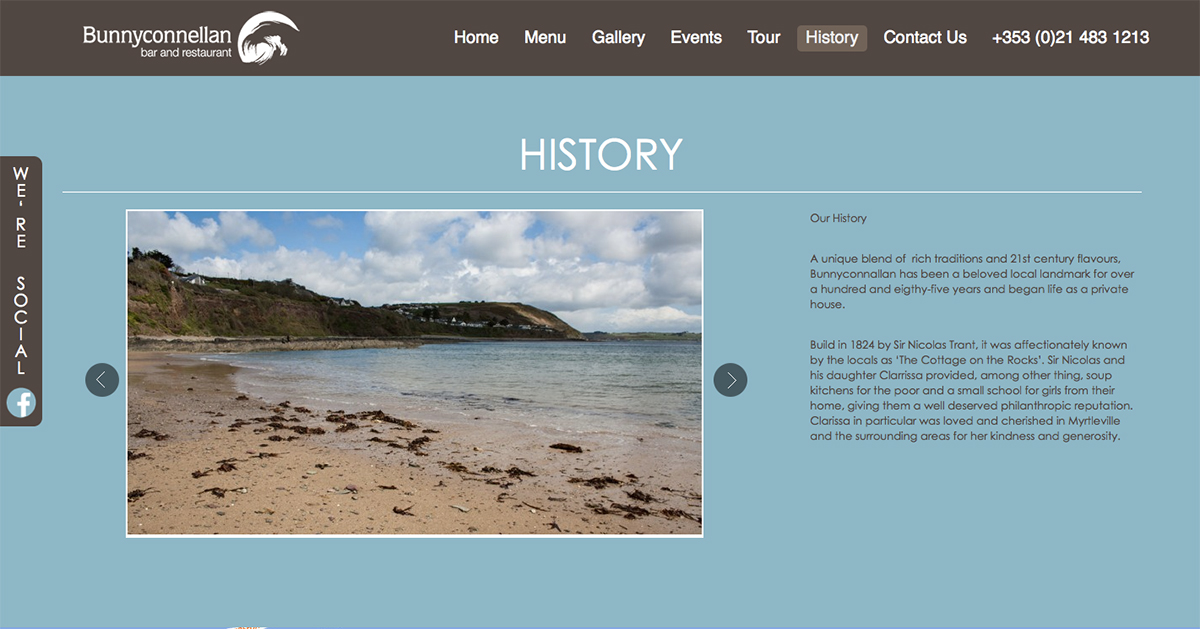 Bunnyconnellan
bar and restaurant
Home Menu Gallery Events Tour History Contact Us +353 (0)21 483 1213
HISTORY
WE'RE SOCIAL
Our History
A unique blend of rich traditions and 21st century flavours,
Bunnyconnallan has been a beloved local landmark for over
a hundred and eigthy-five years and began life as a private
house.
Build in 1824 by Sir Nicolas Trant, it was affectionately known
by the locals as ‘The Cottage on the Rocks’. Sir Nicolas and
his daughter Clarrissa provided, among other thing, soup
kitchens for the poor and a small school for girls from their
home, giving them a well deserved philanthropic reputation.
Clarissa in particular was loved and cherished in Myrtleville
and the surrounding areas for her kindness and generosity.